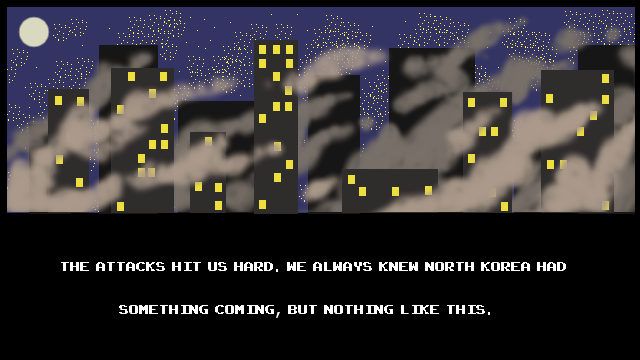 THE ATTACKS HIT US HARD. WE ALWAYS KNEW NORTH KOREA HAD
SOMETHING COMING, BUT NOTHING LIKE THIS.